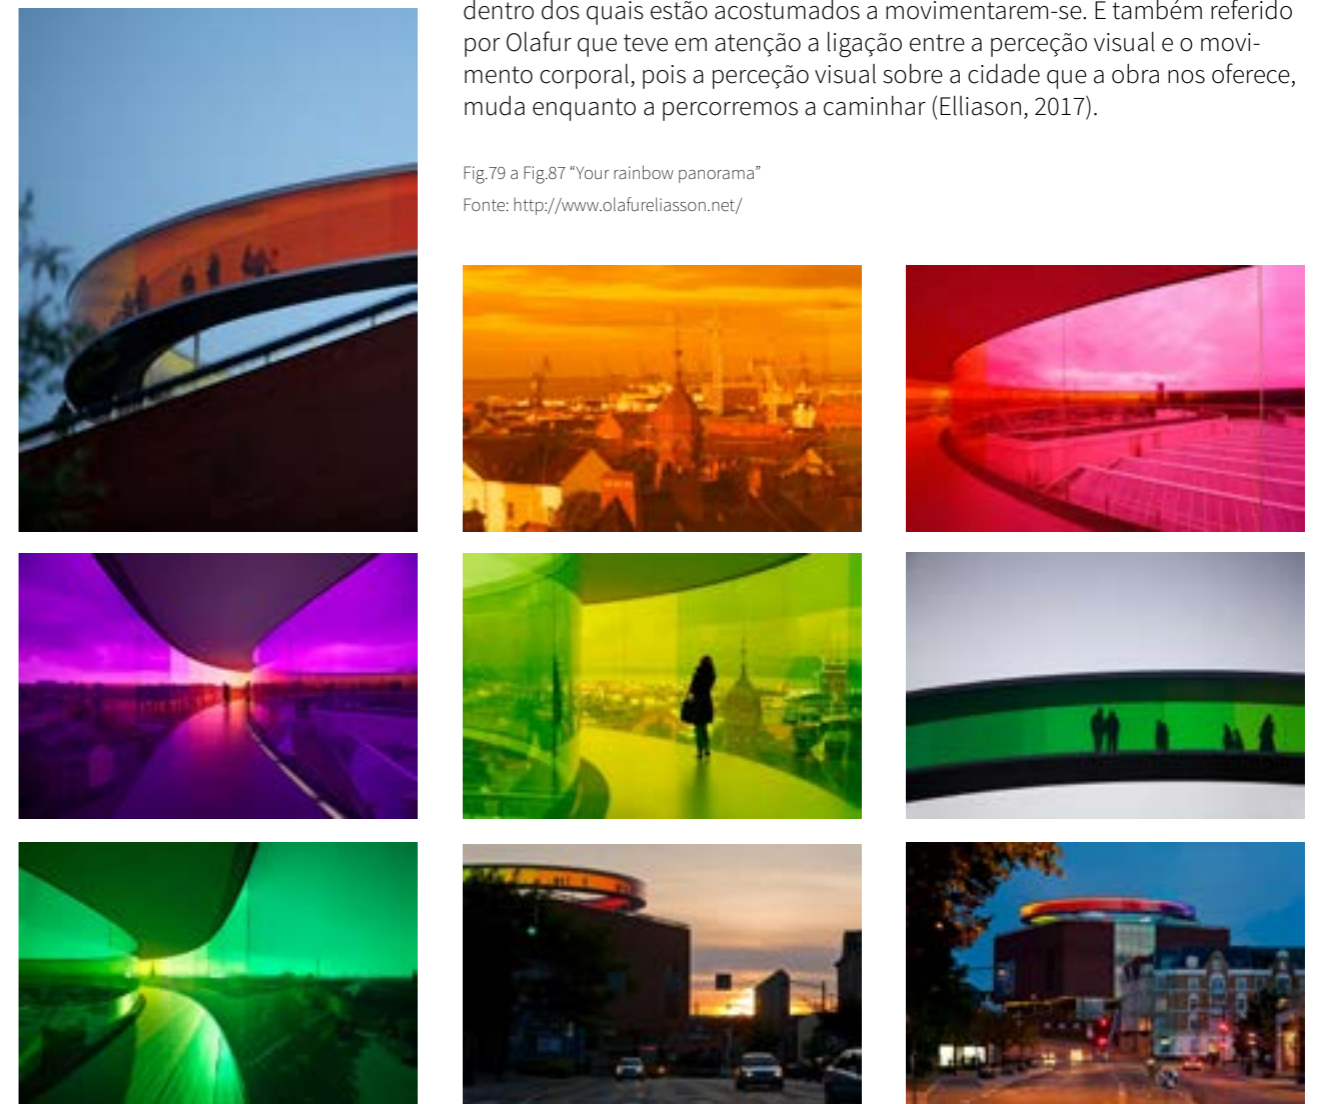 dentro dos quais estão acostumados a movimentarem-se. É também referido
por Olafur que teve em atenção a ligação entre a perceção visual e o movi-
mento corporal, pois a perceção visual sobre a cidade que a obra nos oferece,
muda enquanto a percorremos a caminhar (Elliason, 2017).
Fig.79 a Fig.87 “Your rainbow panorama”
Fonte: http://www.olafureliasson.net/